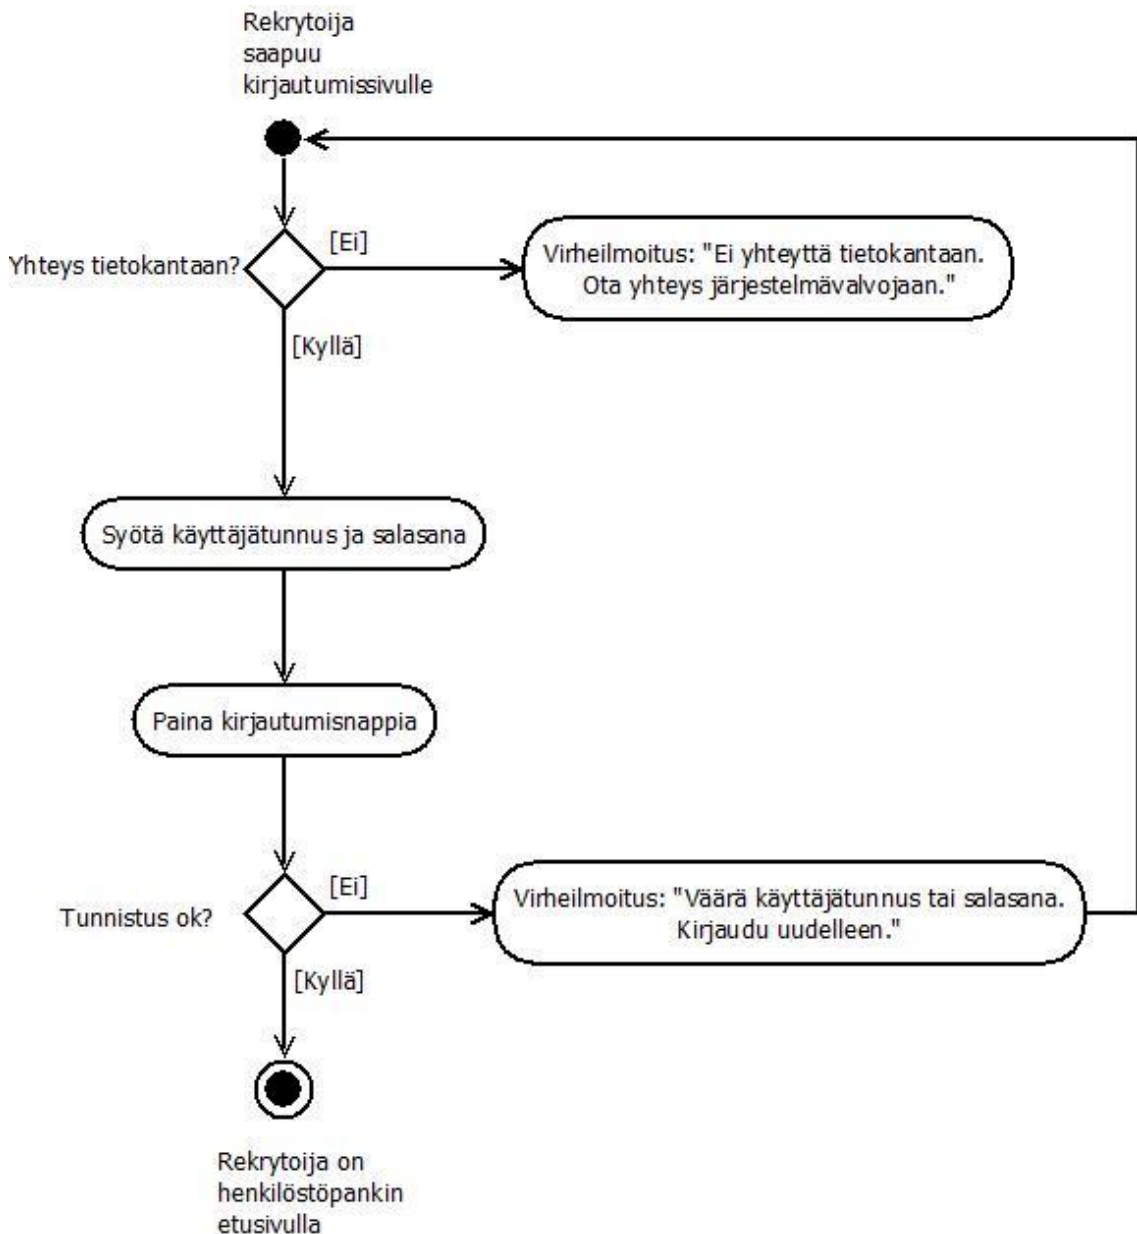 Rekrytoija
saapuu
kirjautumissivulle
Yhteys tietokantaan?
[Ei]
Virheilmoitus: "Ei yhteyttä tietokantaan.
Ota yhteys järjestelmävalvojaan."
[Kyllä]
Syötä käyttäjätunnus ja salasana
Paina kirjautumisnappia
Tunnistus ok?
[Ei]
Virheilmoitus: "Väärä käyttäjätunnus tai salasana.
Kirjaudu uudelleen."
[Kyllä]
Rekrytoija on
henkilöstöpankin
etusivulla